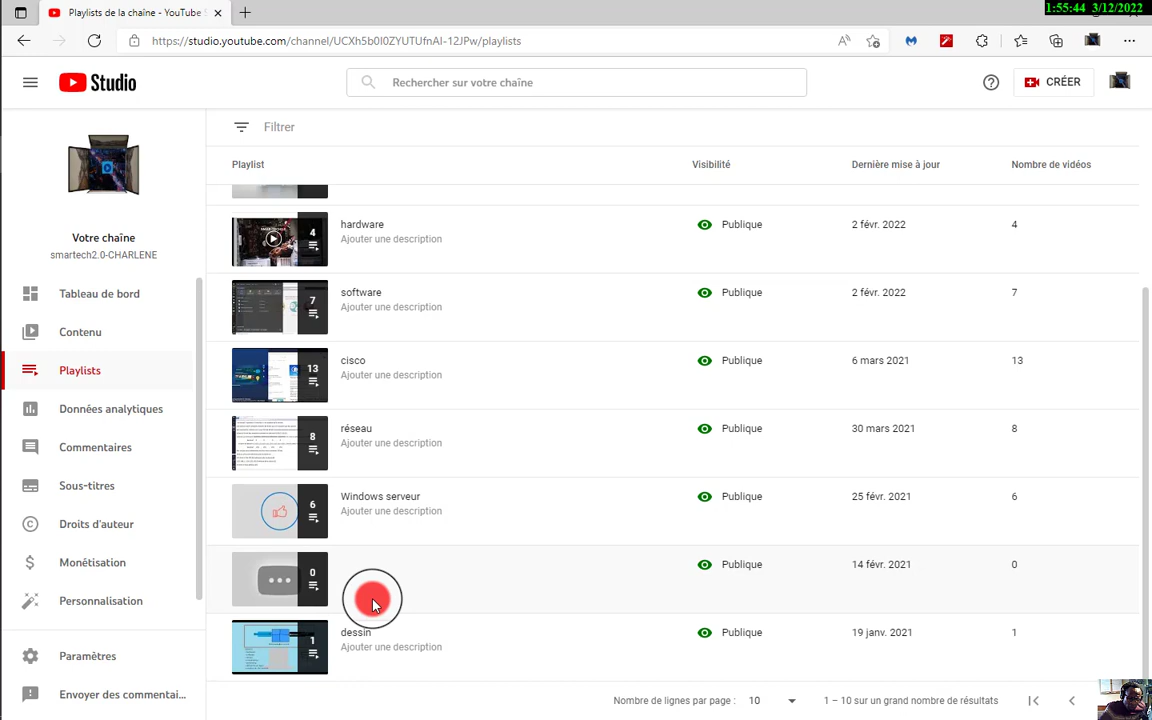 1:55:44 3/12/2022
Playlists de la chaîne - YouTube S
https://studio.youtube.com/channel/UCXh5b0I0ZYUTUfnAI-12JPw/playlists
Studio
Rechercher sur votre chaîne
CRÉER
Filtrer
Playlist Visibilité Dernière mise à jour Nombre de vidéos
Votre chaîne
smartech2.0-CHARLENE
Tableau de bord
Contenu
Playlists
Données analytiques
Commentaires
Sous-titres
Droits d'auteur
Monétisation
Personnalisation
Paramètres
Envoyer des commentai...
4 hardware Publique 2 févr. 2022 4
Ajouter une description
7 software Publique 2 févr. 2022 7
Ajouter une description
13 cisco Publique 6 mars 2021 13
Ajouter une description
8 réseau Publique 30 mars 2021 8
Ajouter une description
6 Windows serveur Publique 25 févr. 2021 6
Ajouter une description
0 Publique 14 févr. 2021 0
1 dessin Publique 19 janv. 2021 1
Ajouter une description
Nombre de lignes par page : 10 1 – 10 sur un grand nombre de résultats